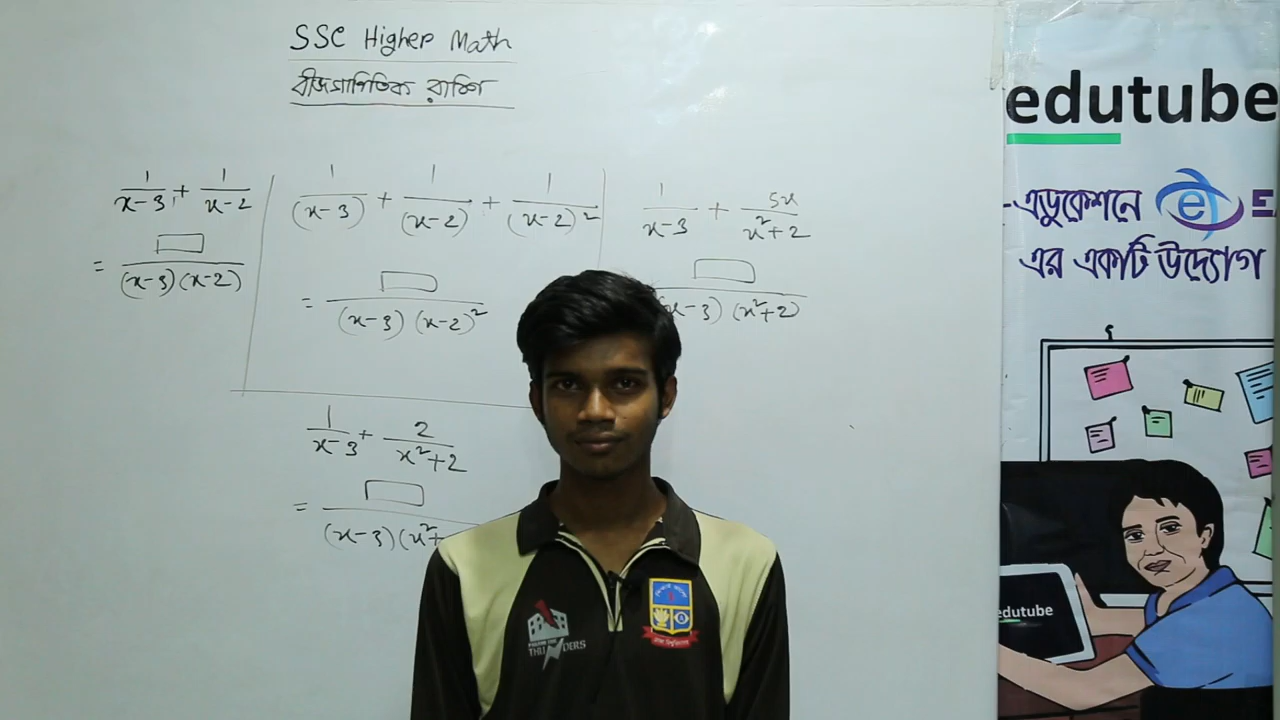 SSC Higher Math
বীজগাণিতিক রাশি
1/(x-3) + 1/(x-2)
= ▭/((x-3)(x-2))
1/(x-3) + 1/(x-2) + 1/(x-2)²
= ▭/((x-3)(x-2)²)
1/(x-3) + 5x/(x²+2)
▭/(x-3)(x²+2)
1/(x-3) + 2/(x²+2)
= ▭/(x-3)(x²+
edutube
এডুকেশনে e E
এর একটি উদ্যোগ
edutube
THUNDERS